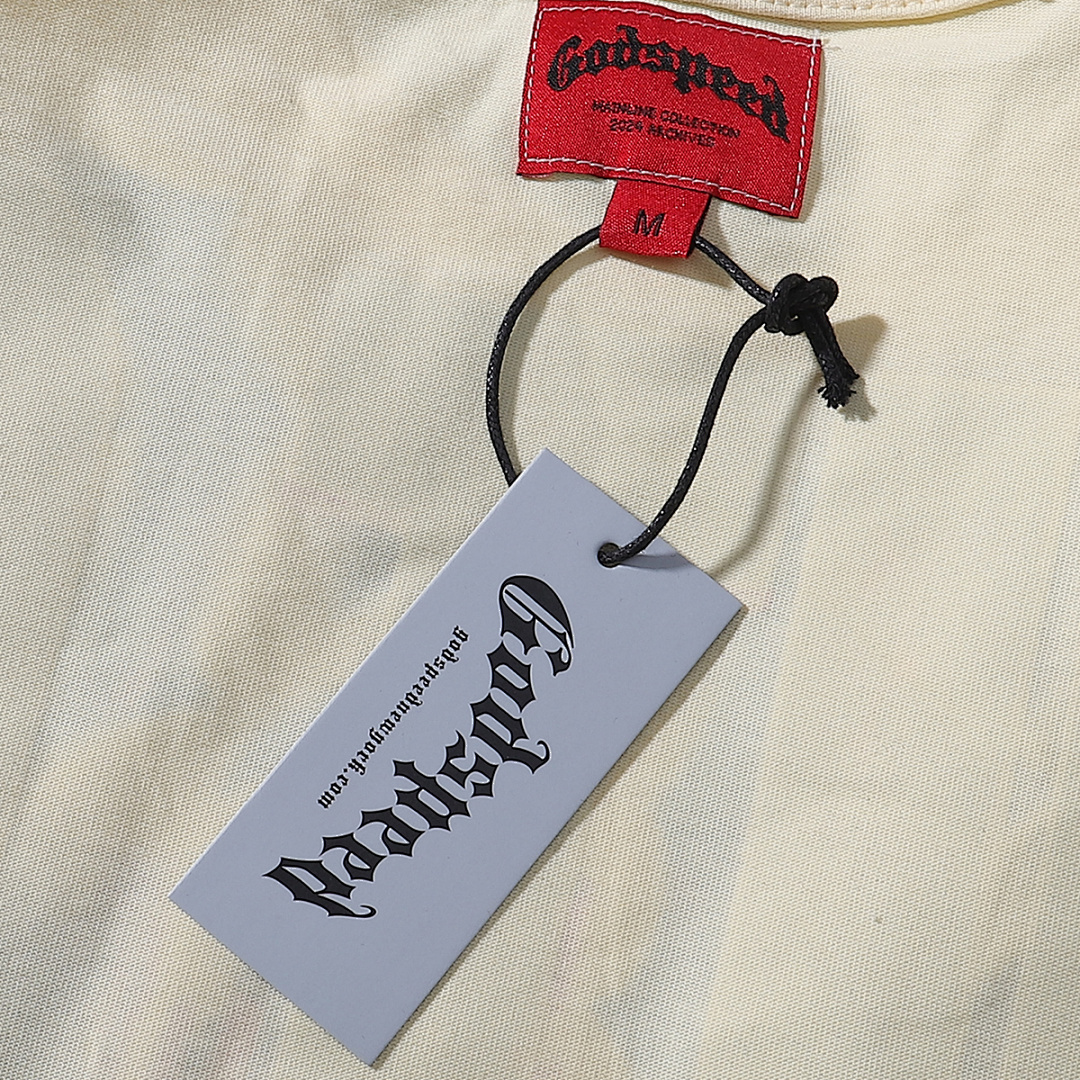 Godspeed
MAINLINE COLLECTION
2024 ARCHIVES
M
Godspeed
godspeednewyork.com